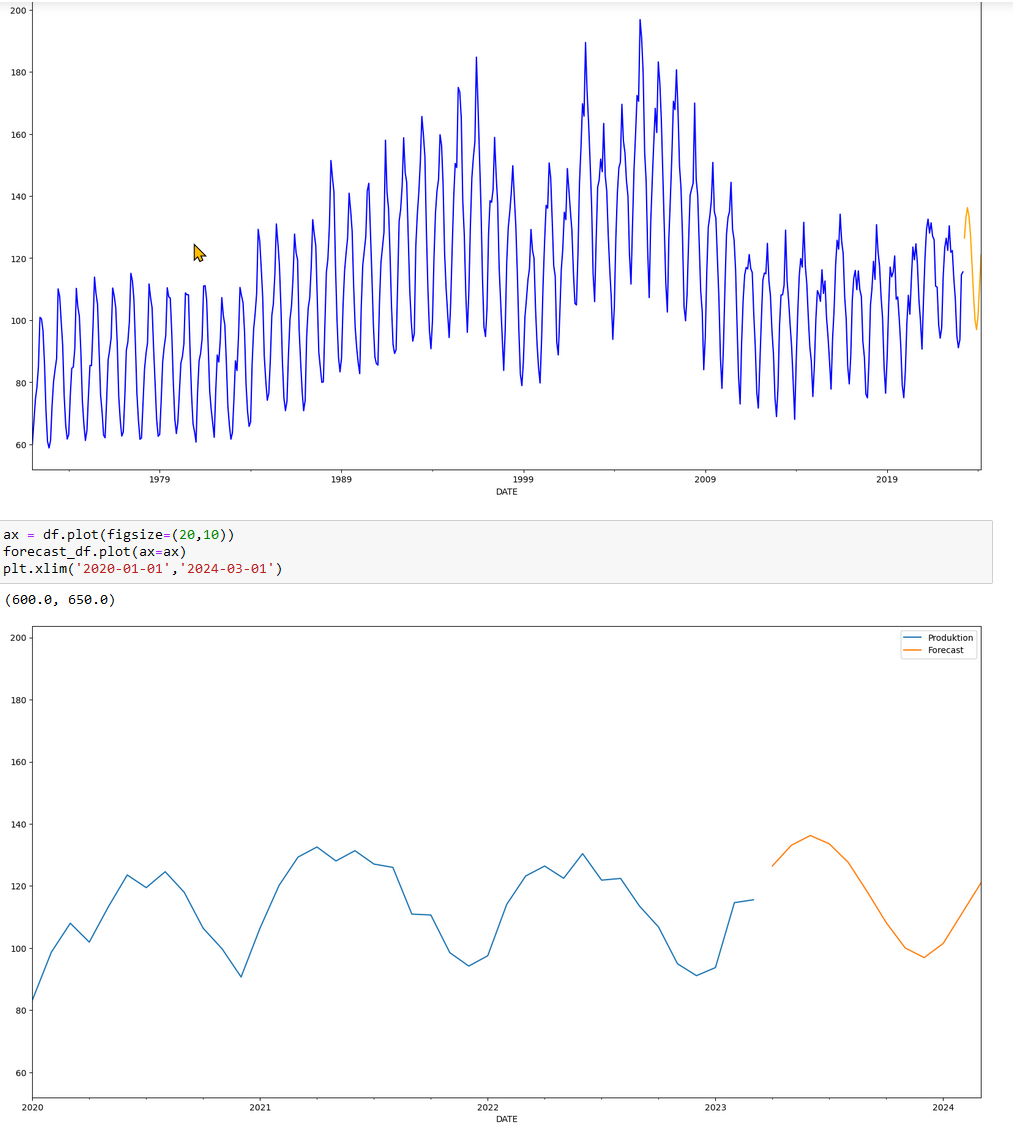 200
180
160
140
120
100
80
60
1979 1989 1999 2009 2019
DATE
ax = df.plot(figsize=(20,10))
forecast_df.plot(ax=ax)
plt.xlim('2020-01-01','2024-03-01')
(600.0, 650.0)
Produktion
Forecast
200
180
160
140
120
100
80
60
2020 2021 2022 2023 2024
DATE